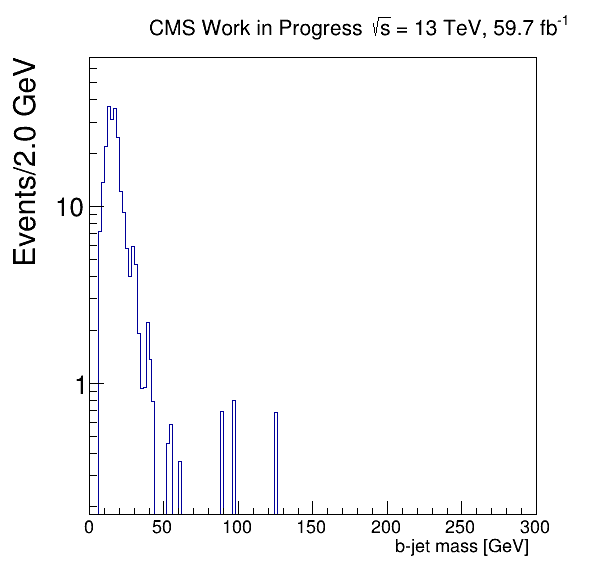 CMS Work in Progress √s = 13 TeV, 59.7 fb⁻¹
Events/2.0 GeV
10
1
0 50 100 150 200 250 300
b-jet mass [GeV]